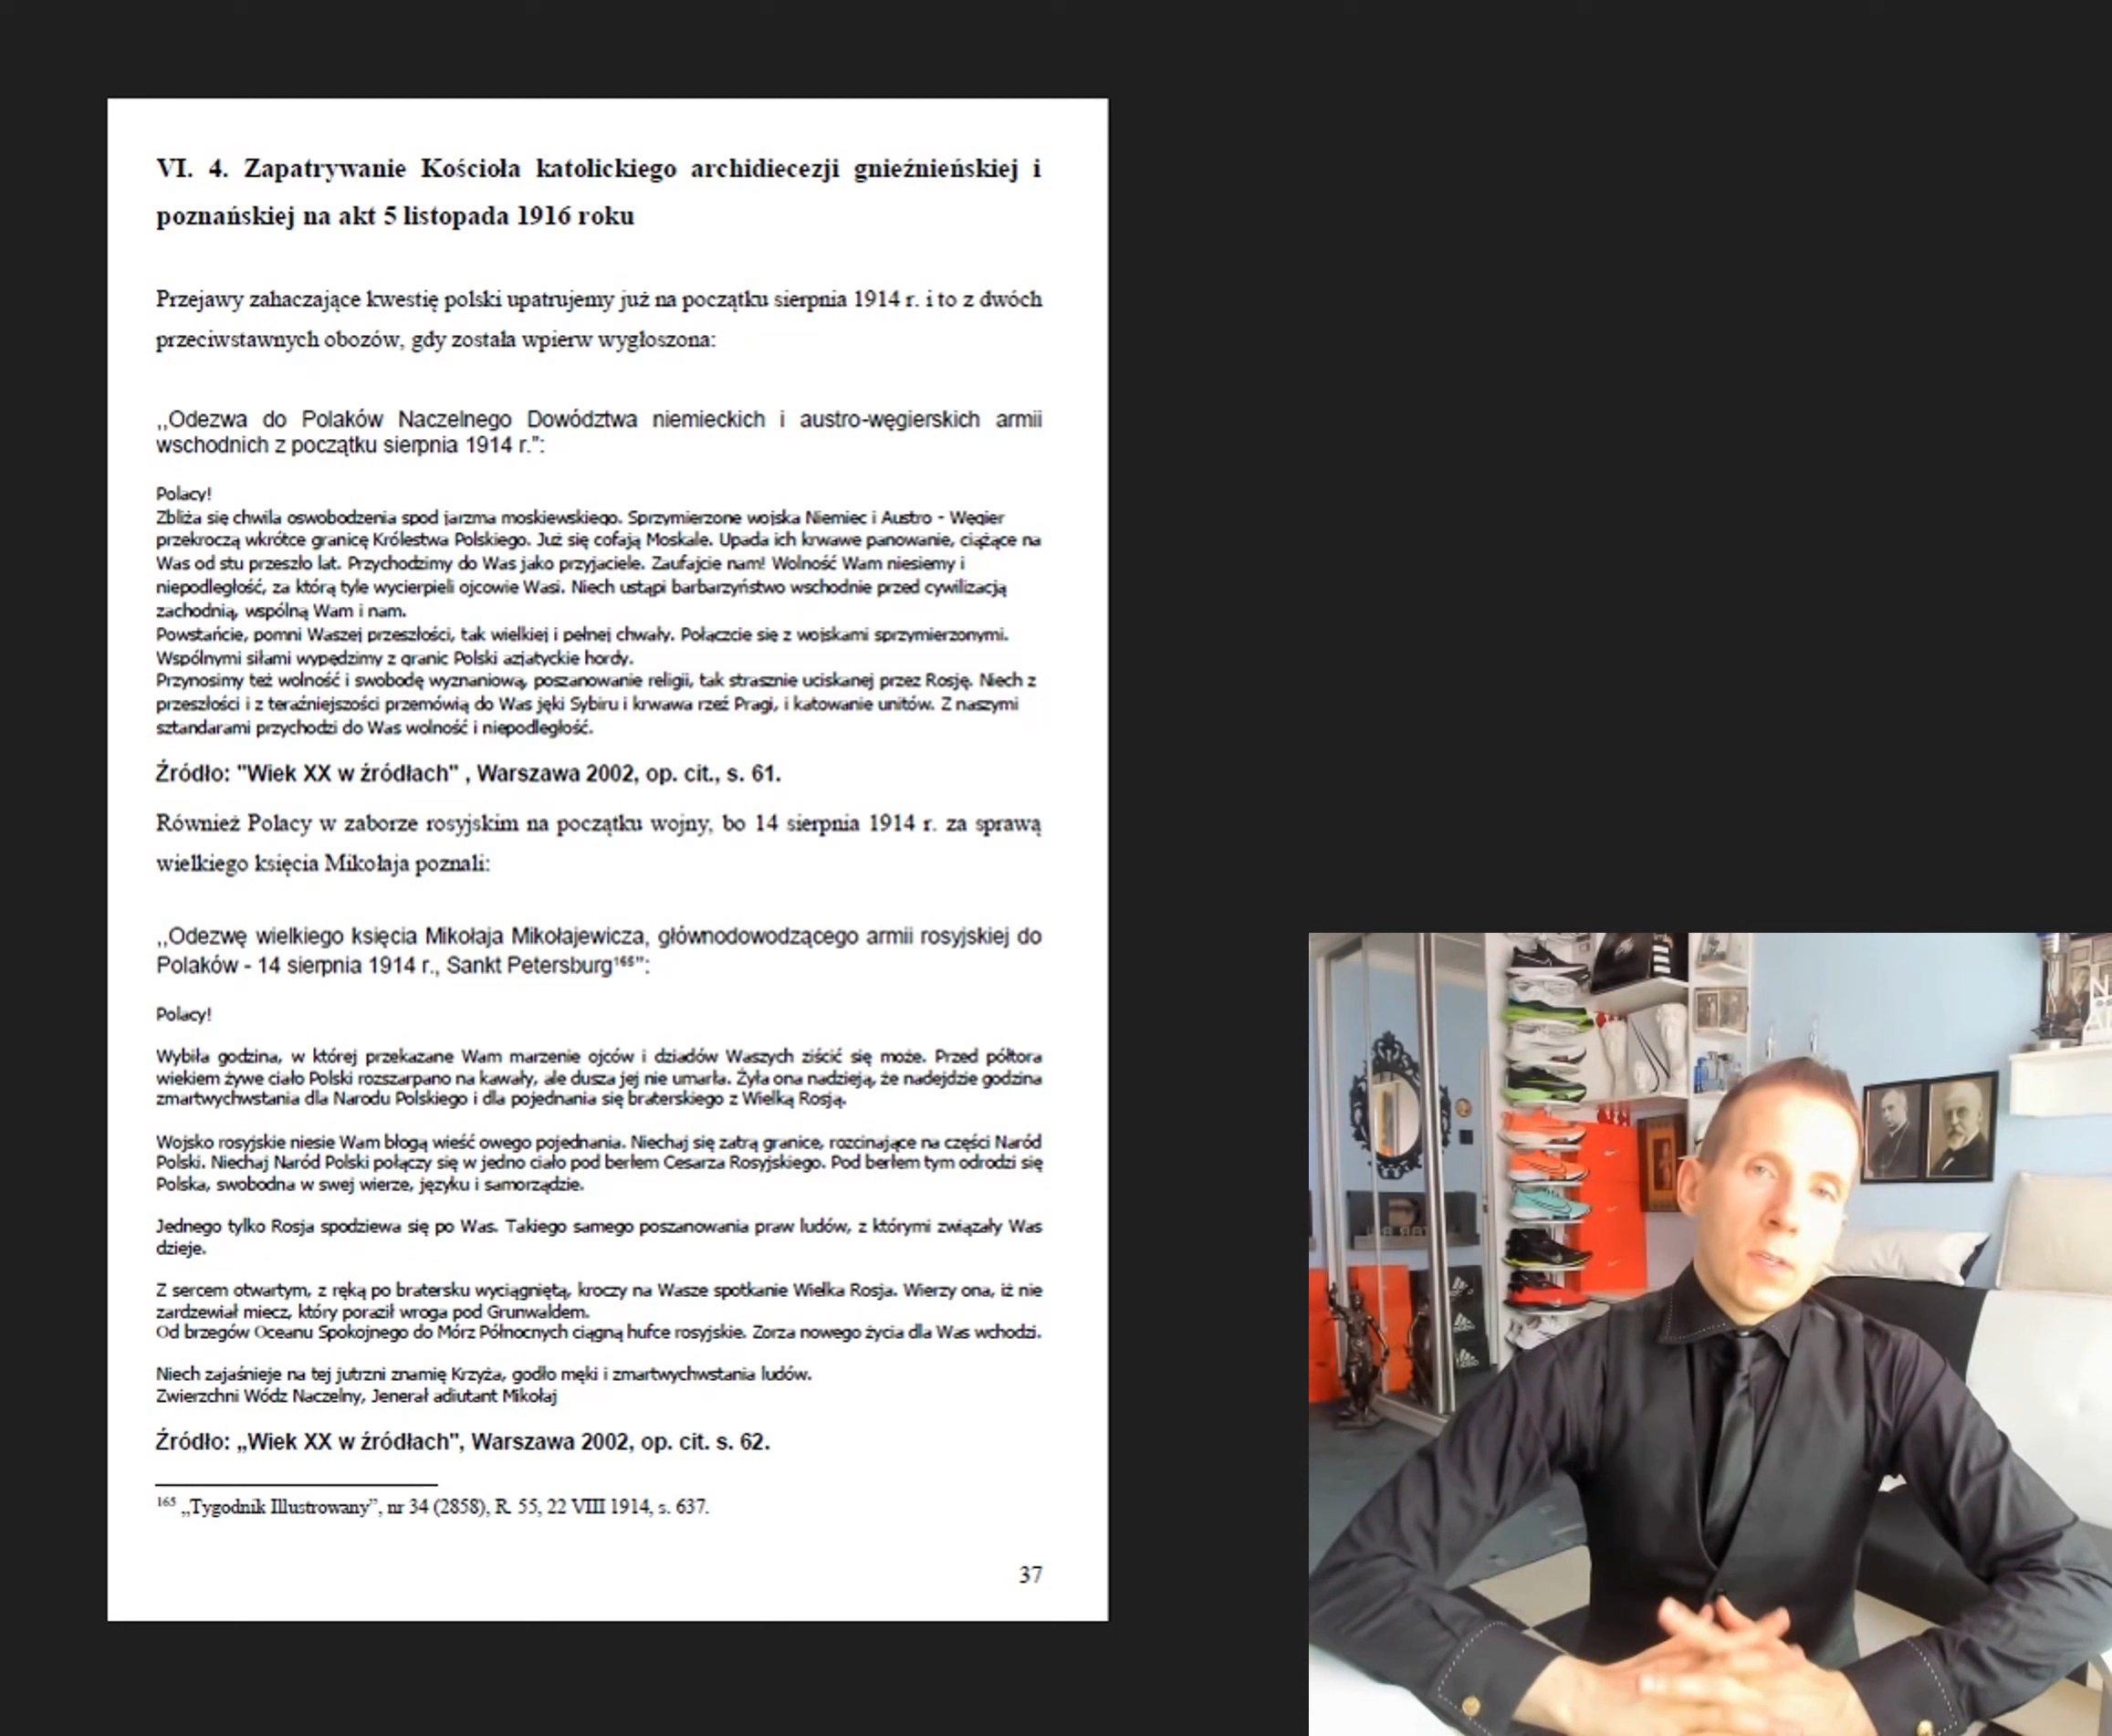 VI. 4. Zapatrywanie Kościoła katolickiego archidiecezji gnieźnieńskiej i
poznańskiej na akt 5 listopada 1916 roku
Przejawy zahaczające kwestię polski upatrujemy już na początku sierpnia 1914 r. i to z dwóch
przeciwstawnych obozów, gdy została wpierw wygłoszona:
,,Odezwa do Polaków Naczelnego Dowództwa niemieckich i austro-węgierskich armii
wschodnich z początku sierpnia 1914 r.":
Polacy!
Zbliża się chwila oswobodzenia spod jarzma moskiewskiego. Sprzymierzone wojska Niemiec i Austro - Węgier
przekroczą wkrótce granicę Królestwa Polskiego. Już się cofają Moskale. Upada ich krwawe panowanie, ciążące na
Was od stu przeszło lat. Przychodzimy do Was jako przyjaciele. Zaufajcie nam! Wolność Wam niesiemy i
niepodległość, za którą tyle wycierpieli ojcowie Wasi. Niech ustąpi barbarzyństwo wschodnie przed cywilizacją
zachodnią, wspólną Wam i nam.
Powstańcie, pomni Waszej przeszłości, tak wielkiej i pełnej chwały. Połączcie się z wojskami sprzymierzonymi.
Wspólnymi siłami wypędzimy z granic Polski azjatyckie hordy.
Przynosimy też wolność i swobodę wyznaniową, poszanowanie religii, tak strasznie uciskanej przez Rosję. Niech z
przeszłości i z teraźniejszości przemówią do Was jęki Sybiru i krwawa rzeź Pragi, i katowanie unitów. Z naszymi
sztandarami przychodzi do Was wolność i niepodległość.
Źródło: "Wiek XX w źródłach" , Warszawa 2002, op. cit., s. 61.
Również Polacy w zaborze rosyjskim na początku wojny, bo 14 sierpnia 1914 r. za sprawą
wielkiego księcia Mikołaja poznali:
,,Odezwę wielkiego księcia Mikołaja Mikołajewicza, głównodowodzącego armii rosyjskiej do
Polaków - 14 sierpnia 1914 r., Sankt Petersburg¹⁶⁵":
Polacy!
Wybiła godzina, w której przekazane Wam marzenie ojców i dziadów Waszych ziścić się może. Przed półtora
wiekiem żywe ciało Polski rozszarpano na kawały, ale dusza jej nie umarła. Żyła ona nadzieją, że nadejdzie godzina
zmartwychwstania dla Narodu Polskiego i dla pojednania się braterskiego z Wielką Rosją.
Wojsko rosyjskie niesie Wam błogą wieść owego pojednania. Niechaj się zatrą granice, rozcinające na części Naród
Polski. Niechaj Naród Polski połączy się w jedno ciało pod berłem Cesarza Rosyjskiego. Pod berłem tym odrodzi się
Polska, swobodna w swej wierze, języku i samorządzie.
Jednego tylko Rosja spodziewa się po Was. Takiego samego poszanowania praw ludów, z którymi związały Was
dzieje.
Z sercem otwartym, z ręką po bratersku wyciągniętą, kroczy na Wasze spotkanie Wielka Rosja. Wierzy ona, iż nie
zardzewiał miecz, który poraził wroga pod Grunwaldem.
Od brzegów Oceanu Spokojnego do Mórz Północnych ciągną hufce rosyjskie. Zorza nowego życia dla Was wchodzi.
Niech zajaśnieje na tej jutrzni znamię Krzyża, godło męki i zmartwychwstania ludów.
Zwierzchni Wódz Naczelny, Jenerał adiutant Mikołaj
Źródło: „Wiek XX w źródłach", Warszawa 2002, op. cit. s. 62.
¹⁶⁵ „Tygodnik Illustrowany”, nr 34 (2858), R. 55, 22 VIII 1914, s. 637.
37